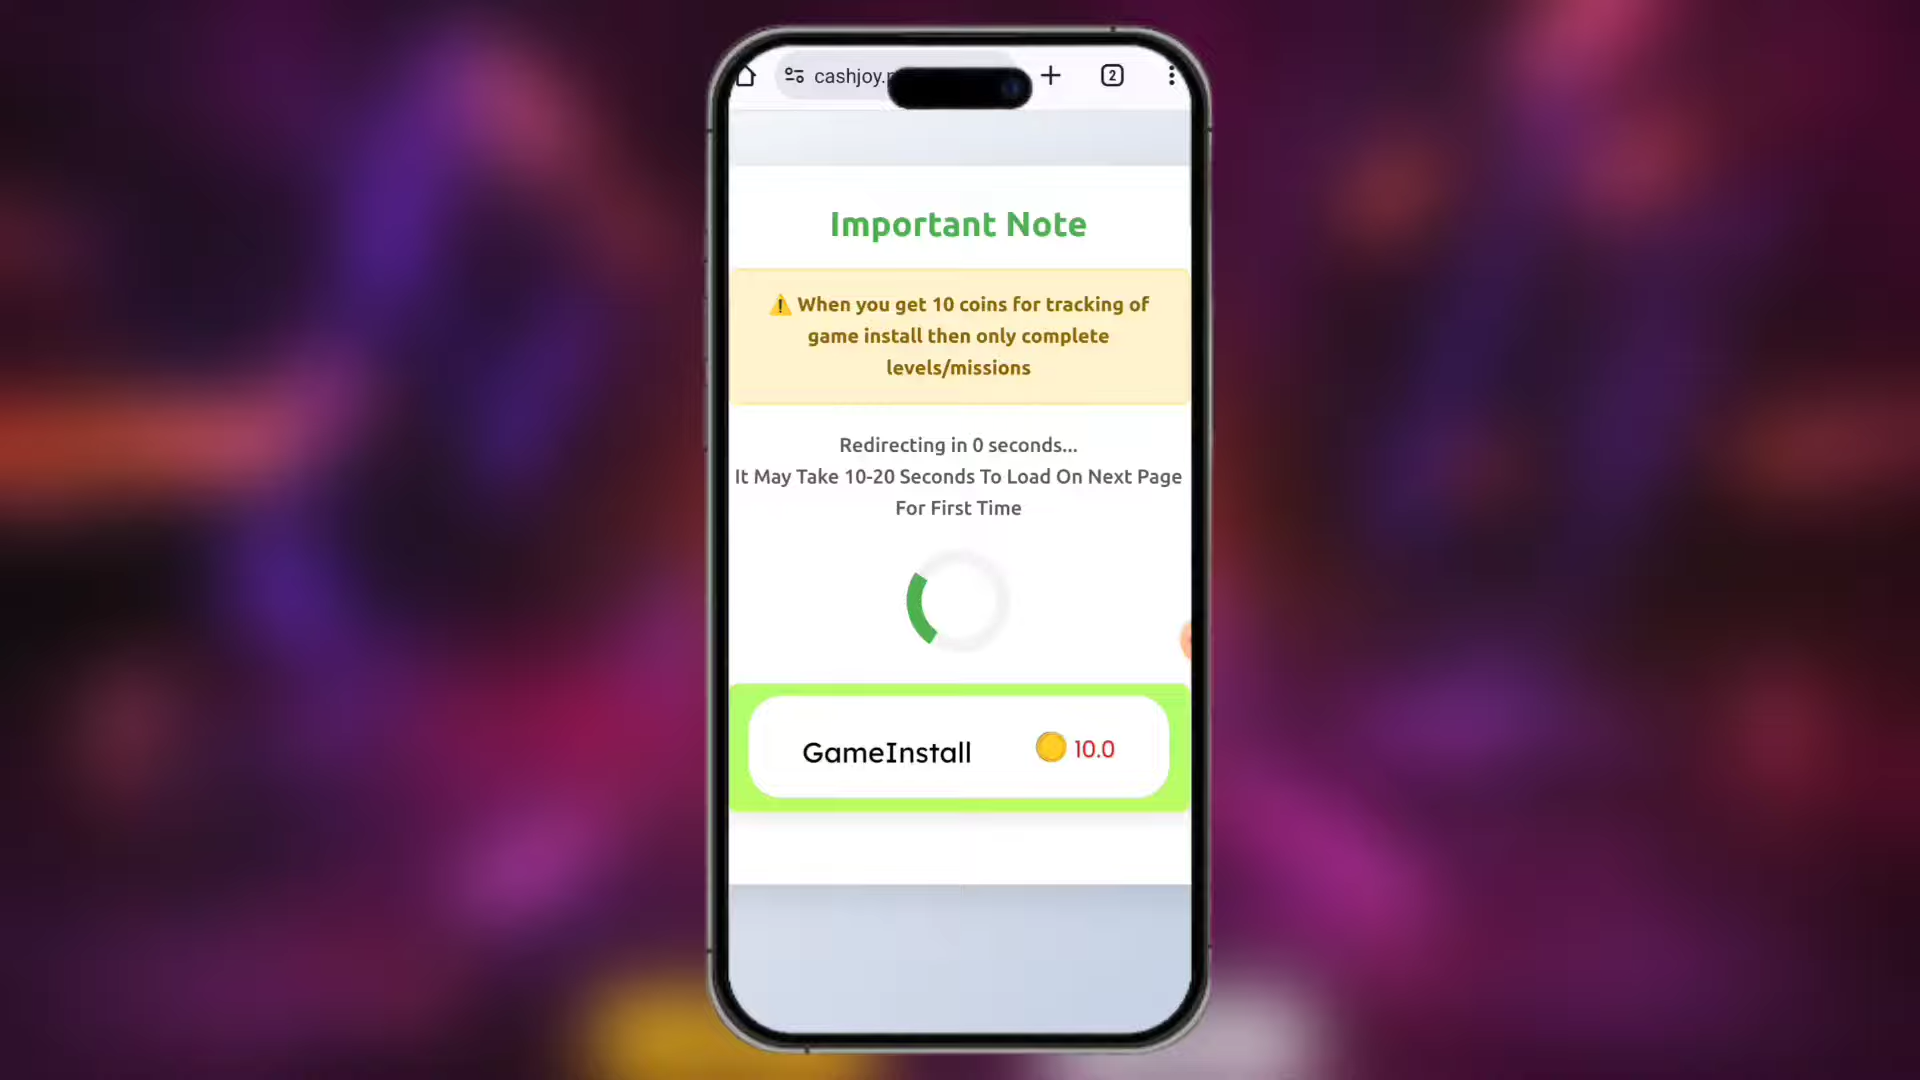 cashjoy.
2
Important Note
⚠️ When you get 10 coins for tracking of
game install then only complete
levels/missions
Redirecting in 0 seconds...
It May Take 10-20 Seconds To Load On Next Page
For First Time
GameInstall 10.0